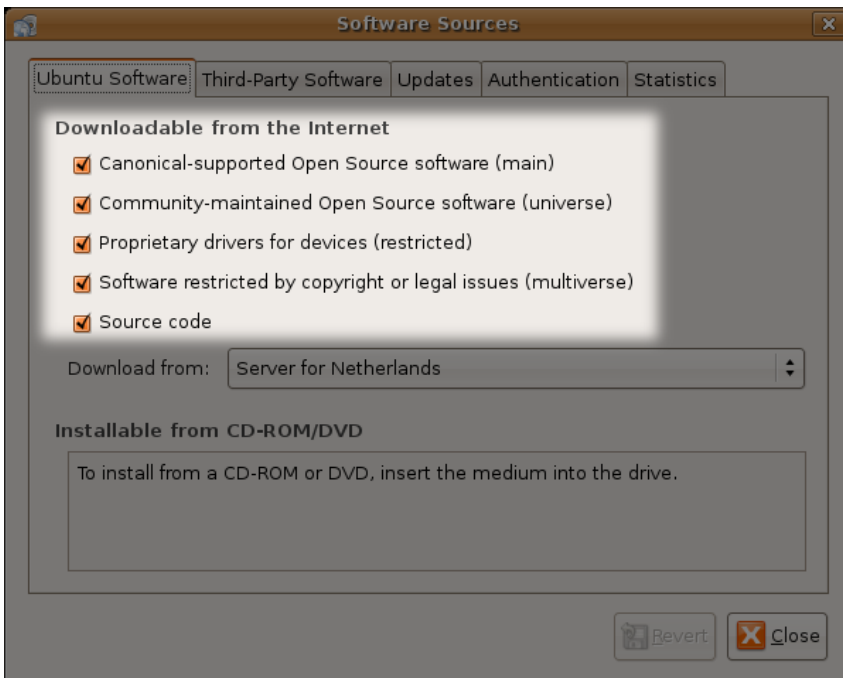 Software Sources
Ubuntu Software Third-Party Software Updates Authentication Statistics
Downloadable from the Internet
Canonical-supported Open Source software (main)
Community-maintained Open Source software (universe)
Proprietary drivers for devices (restricted)
Software restricted by copyright or legal issues (multiverse)
Source code
Download from: Server for Netherlands
Installable from CD-ROM/DVD
To install from a CD-ROM or DVD, insert the medium into the drive.
Revert Close